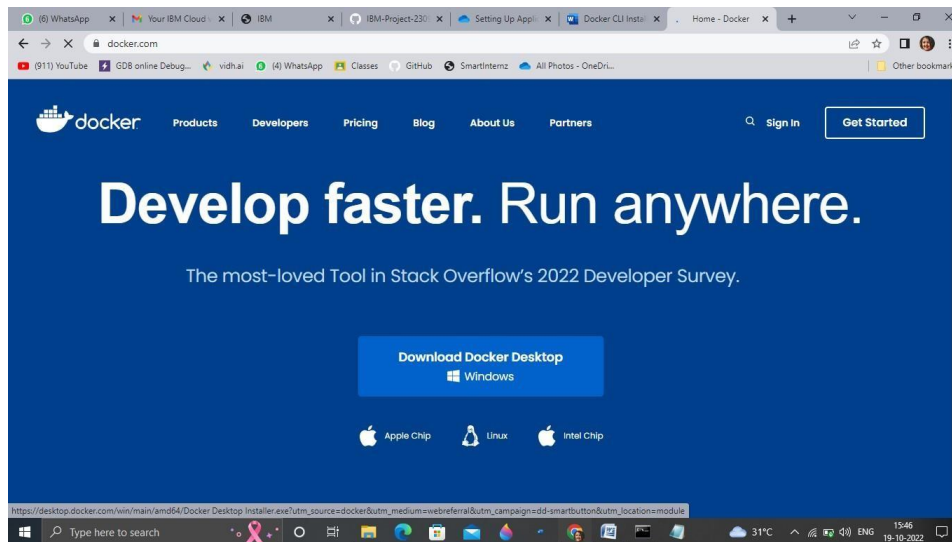 (6) WhatsApp
Your IBM Cloud
IBM
IBM-Project-230
Setting Up Appli
Docker CLI Instal
Home - Docker
docker.com
(911) YouTube
GDB online Debug...
vidh.ai
(4) WhatsApp
Classes
GitHub
SmartInternz
All Photos - OneDri...
Other bookmark
docker
Products
Developers
Pricing
Blog
About Us
Partners
Sign In
Get Started
Develop faster. Run anywhere.
The most-loved Tool in Stack Overflow's 2022 Developer Survey.
Download Docker Desktop
Windows
Apple Chip
Linux
Intel Chip
https://desktop.docker.com/win/main/amd64/Docker Desktop Installer.exe?utm_source=docker&utm_medium=webreferral&utm_campaign=dd-smartbutton&utm_location=module
Type here to search
31°C
ENG
15:46
19-10-2022